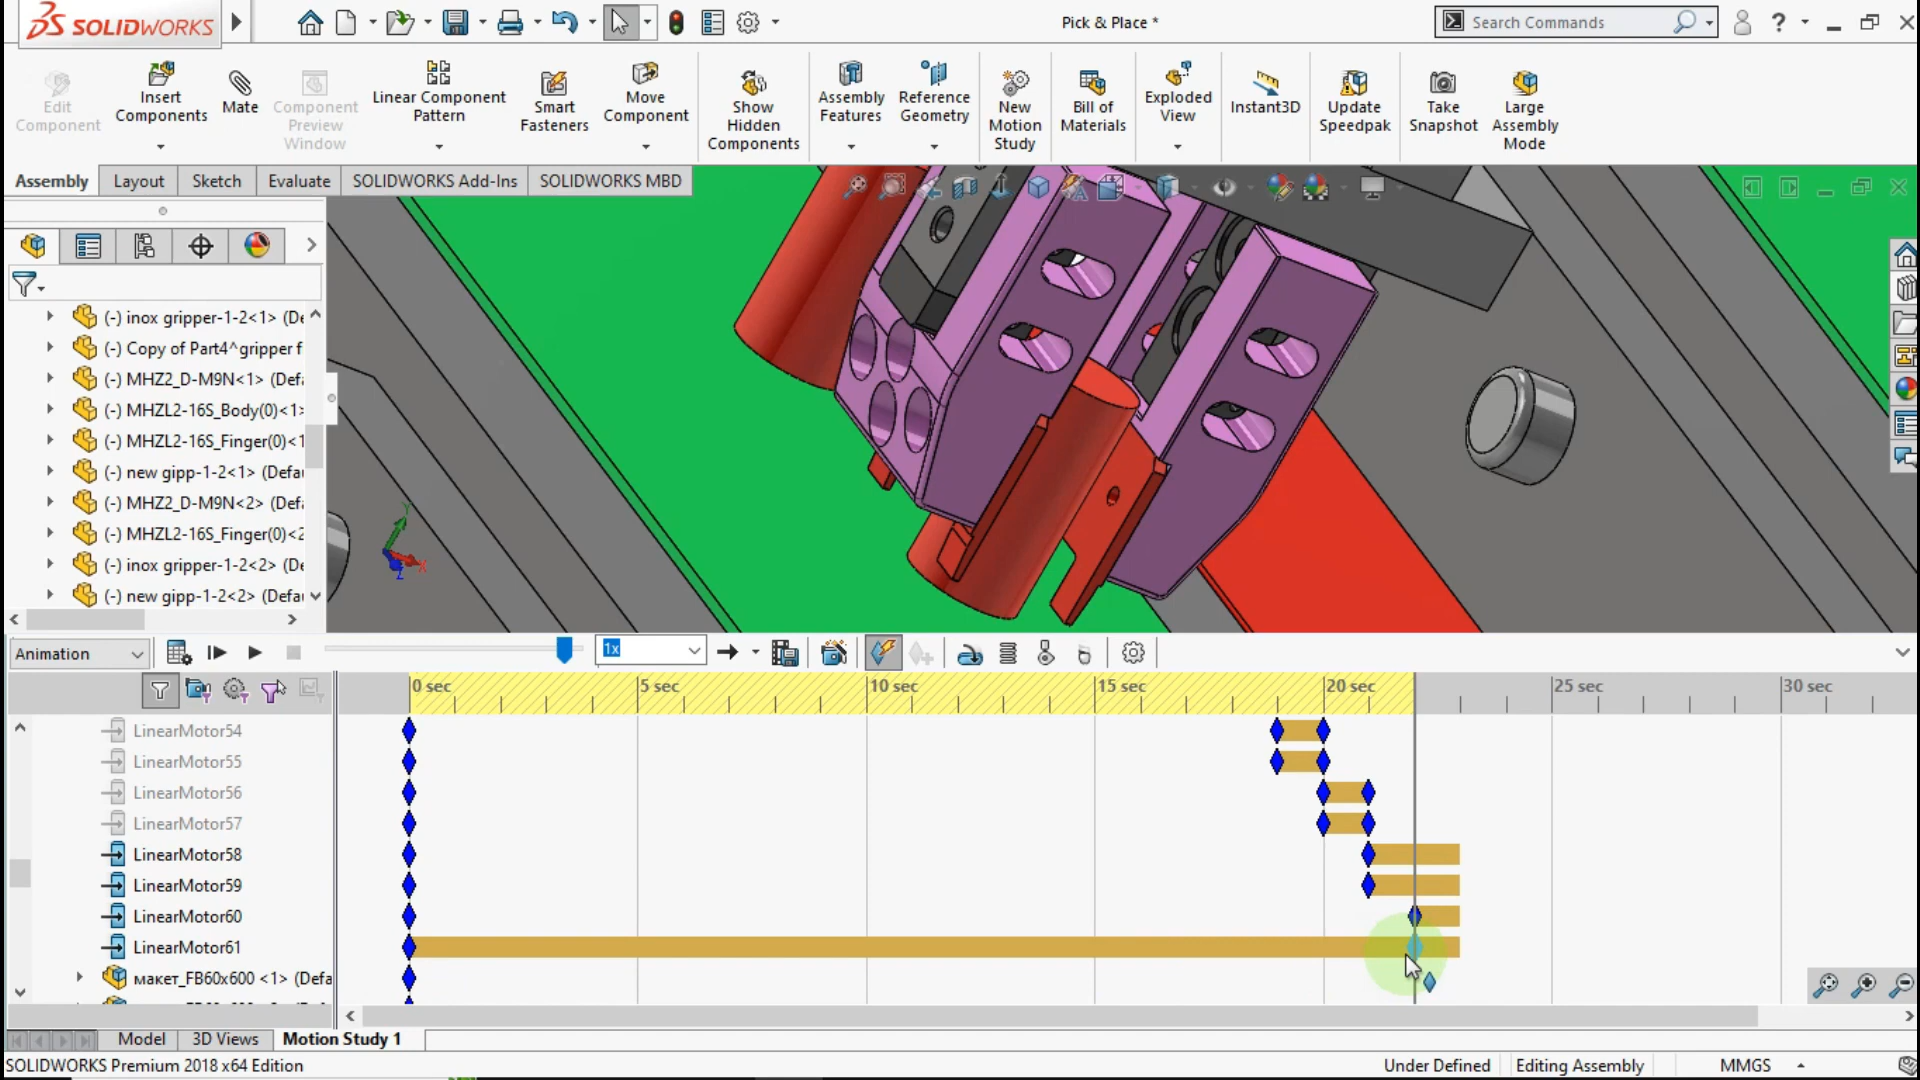 SOLIDWORKS
Pick & Place *
Search Commands
?
Edit Component
Insert Components
Mate
Component Preview Window
Linear Component Pattern
Smart Fasteners
Move Component
Show Hidden Components
Assembly Features
Reference Geometry
New Motion Study
Bill of Materials
Exploded View
Instant3D
Update Speedpak
Take Snapshot
Large Assembly Mode
Assembly
Layout
Sketch
Evaluate
SOLIDWORKS Add-Ins
SOLIDWORKS MBD
(-) inox gripper-1-2<1> (De
(-) Copy of Part4^gripper f
(-) MHZ2_D-M9N<1> (Defa
(-) MHZL2-16S_Body(0)<1>
(-) MHZL2-16S_Finger(0)<1
(-) new gipp-1-2<1> (Defau
(-) MHZ2_D-M9N<2> (Defa
(-) MHZL2-16S_Finger(0)<2
(-) inox gripper-1-2<2> (De
(-) new gipp-1-2<2> (Defau
Y
X
Z
Animation
1x
0 sec
5 sec
10 sec
15 sec
20 sec
25 sec
30 sec
LinearMotor54
LinearMotor55
LinearMotor56
LinearMotor57
LinearMotor58
LinearMotor59
LinearMotor60
LinearMotor61
макет_FB60x600 <1> (Defa
Model
3D Views
Motion Study 1
SOLIDWORKS Premium 2018 x64 Edition
Under Defined
Editing Assembly
MMGS